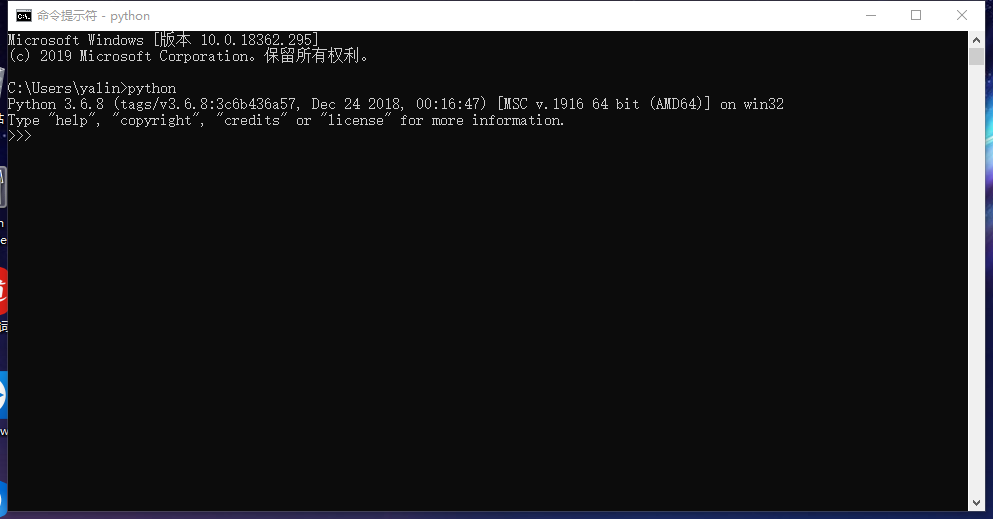 命令提示符 - python
Microsoft Windows [版本 10.0.18362.295]
(c) 2019 Microsoft Corporation。保留所有权利。
C:\Users\yalin>python
Python 3.6.8 (tags/v3.6.8:3c6b436a57, Dec 24 2018, 00:16:47) [MSC v.1916 64 bit (AMD64)] on win32
Type "help", "copyright", "credits" or "license" for more information.
>>>